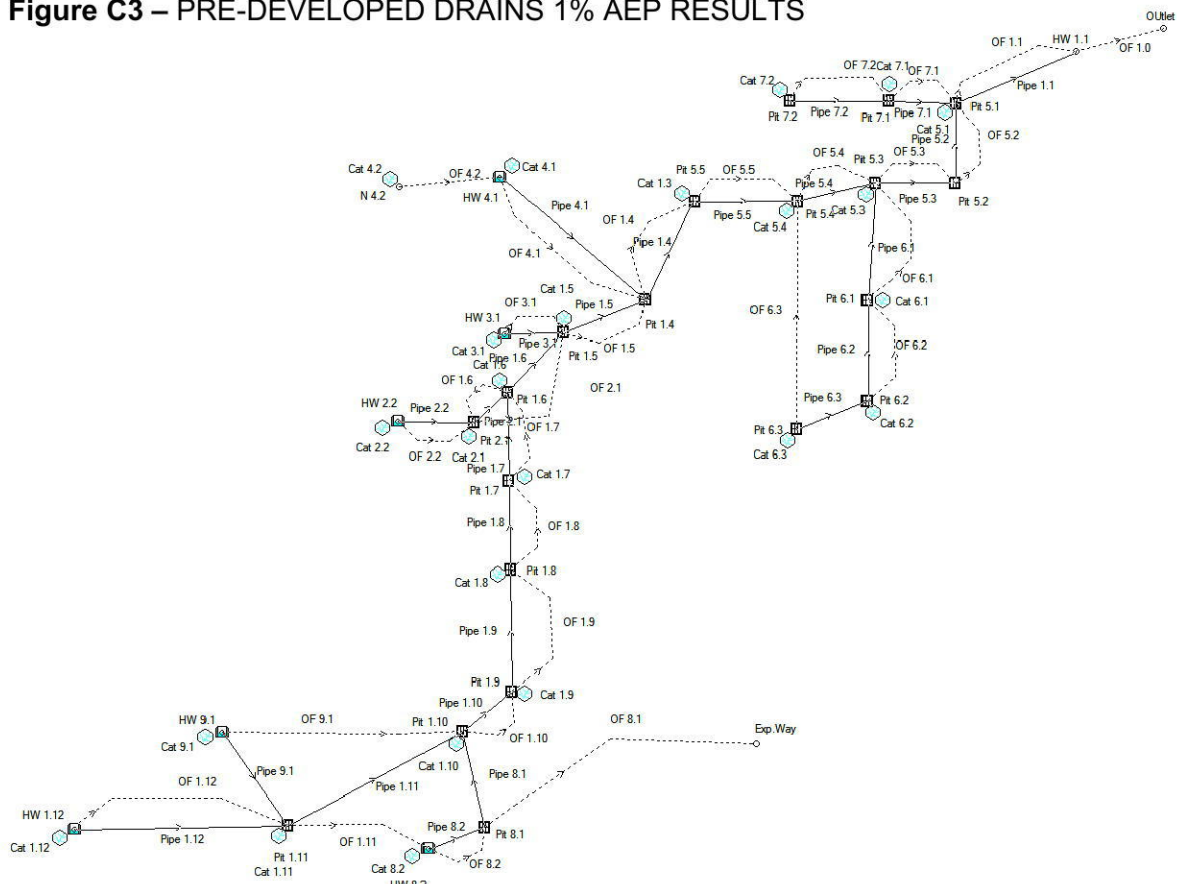 Figure C3 – PRE-DEVELOPED DRAINS 1% AEP RESULTS
OUtlet
OF 1.1
HW 1.1
OF 1.0
OF 7.2
Cat 7.1
OF 7.1
Cat 7.2
Pipe 1.1
Pit 7.2
Pipe 7.2
Pit 7.1
Pipe 7.1
Pit 5.1
Cat 5.1
Pipe 5.2
OF 5.2
Cat 4.2
OF 4.2
Cat 4.1
N 4.2
HW 4.1
Pipe 4.1
OF 4.1
Pit 5.5
OF 5.5
OF 5.4
Pit 5.3
OF 5.3
Cat 1.3
Pipe 5.4
Pipe 5.5
Pit 5.4
Cat 5.3
Pipe 5.3
Pit 5.2
Cat 5.4
OF 1.4
Pipe 1.4
Pipe 6.1
OF 6.1
Cat 1.5
OF 3.1
Pipe 1.5
Pit 6.1
Cat 6.1
HW 3.1
Pit 1.4
OF 6.3
Pipe 3.1
Cat 3.1
Pit 1.5
OF 1.5
Pipe 1.6
Cat 1.6
Pipe 6.2
OF 6.2
OF 1.6
OF 2.1
HW 2.2
Pipe 2.2
Pit 1.6
Pipe 6.3
Pit 6.2
Pipe 2.1
OF 1.7
Cat 6.2
Cat 2.2
OF 2.2
Cat 2.1
Pit 2.1
Pit 6.3
Cat 6.3
Pipe 1.7
Cat 1.7
Pit 1.7
Pipe 1.8
OF 1.8
Pit 1.8
Cat 1.8
OF 1.9
Pipe 1.9
Pit 1.9
Cat 1.9
Pipe 1.10
HW 9.1
OF 9.1
Pit 1.10
OF 8.1
Exp.Way
Cat 9.1
OF 1.10
Cat 1.10
Pipe 9.1
Pipe 8.1
OF 1.12
Pipe 1.11
HW 1.12
Pipe 1.12
Pipe 8.2
Pit 8.1
Cat 1.12
OF 1.11
Pit 1.11
Cat 1.11
Cat 8.2
OF 8.2
HW 8.2